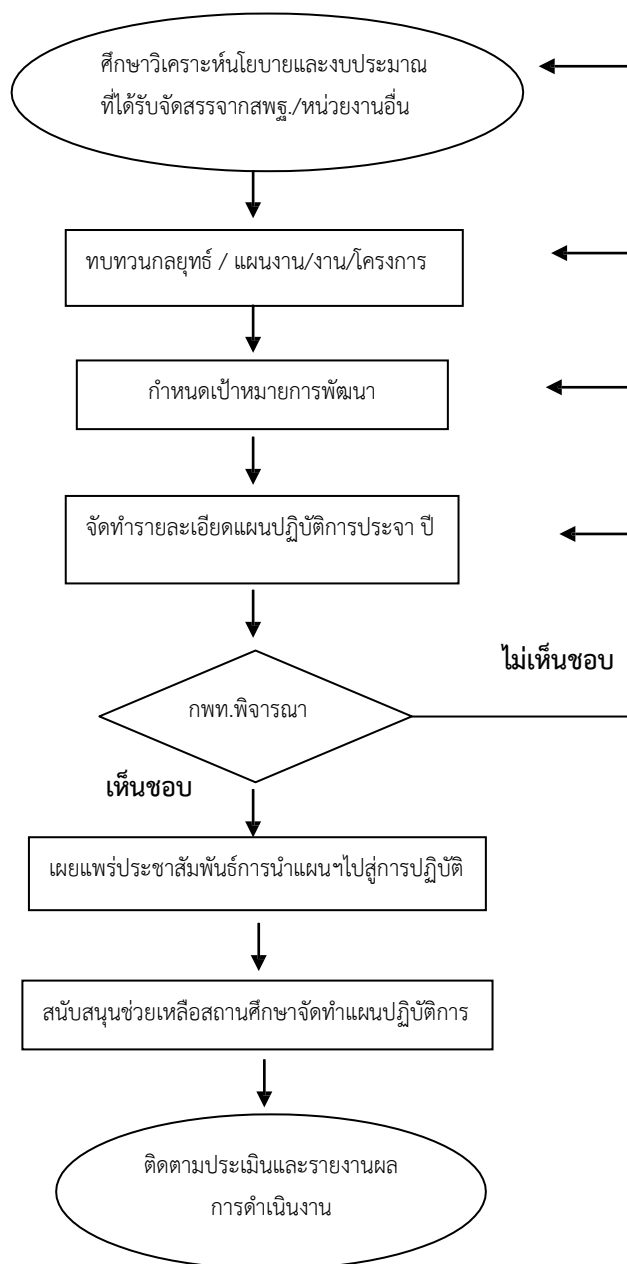 ศึกษาวิเคราะห์นโยบายและงบประมาณ
ที่ได้รับจัดสรรจากสพฐ./หน่วยงานอื่น
ทบทวนกลยุทธ์ / แผนงาน/งาน/โครงการ
กำหนดเป้าหมายการพัฒนา
จัดทำรายละเอียดแผนปฏิบัติการประจา ปี
ไม่เห็นชอบ
กพท.พิจารณา
เห็นชอบ
เผยแพร่ประชาสัมพันธ์การนำแผนฯไปสู่การปฏิบัติ
สนับสนุนช่วยเหลือสถานศึกษาจัดทำแผนปฏิบัติการ
ติดตามประเมินและรายงานผล
การดำเนินงาน